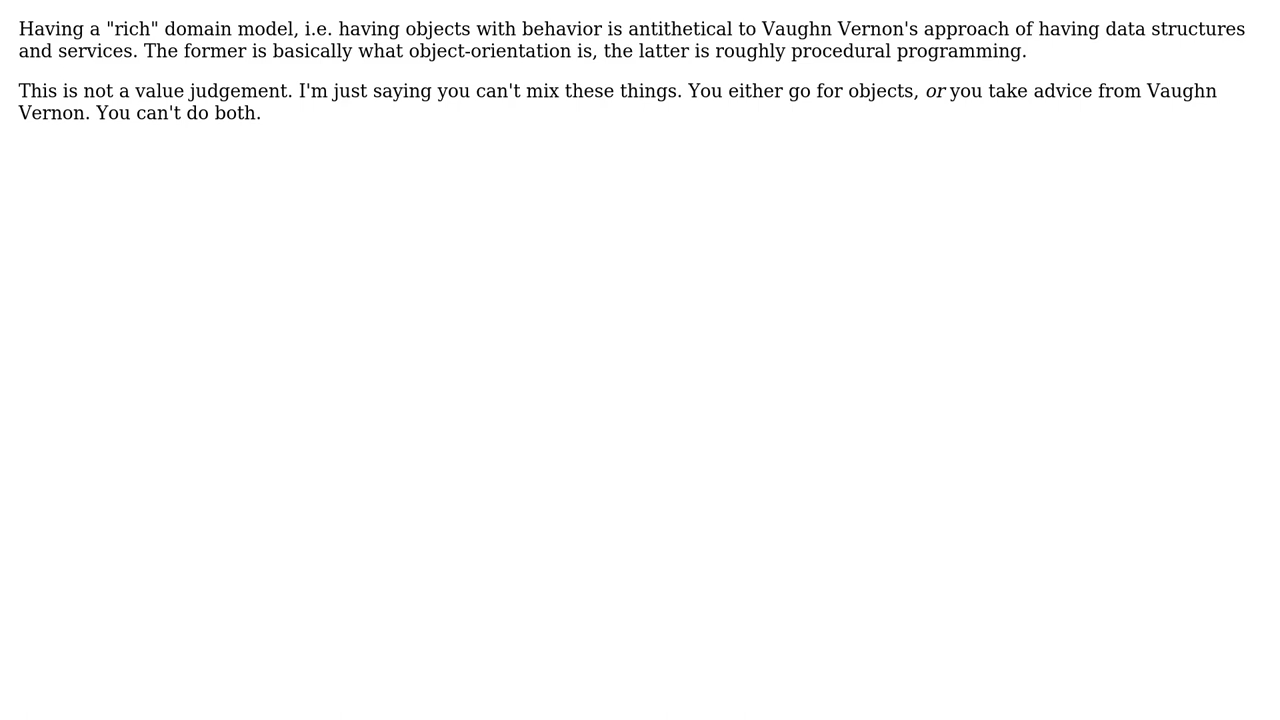 Having a "rich" domain model, i.e. having objects with behavior is antithetical to Vaughn Vernon's approach of having data structures
and services. The former is basically what object-orientation is, the latter is roughly procedural programming.
This is not a value judgement. I'm just saying you can't mix these things. You either go for objects, or you take advice from Vaughn
Vernon. You can't do both.